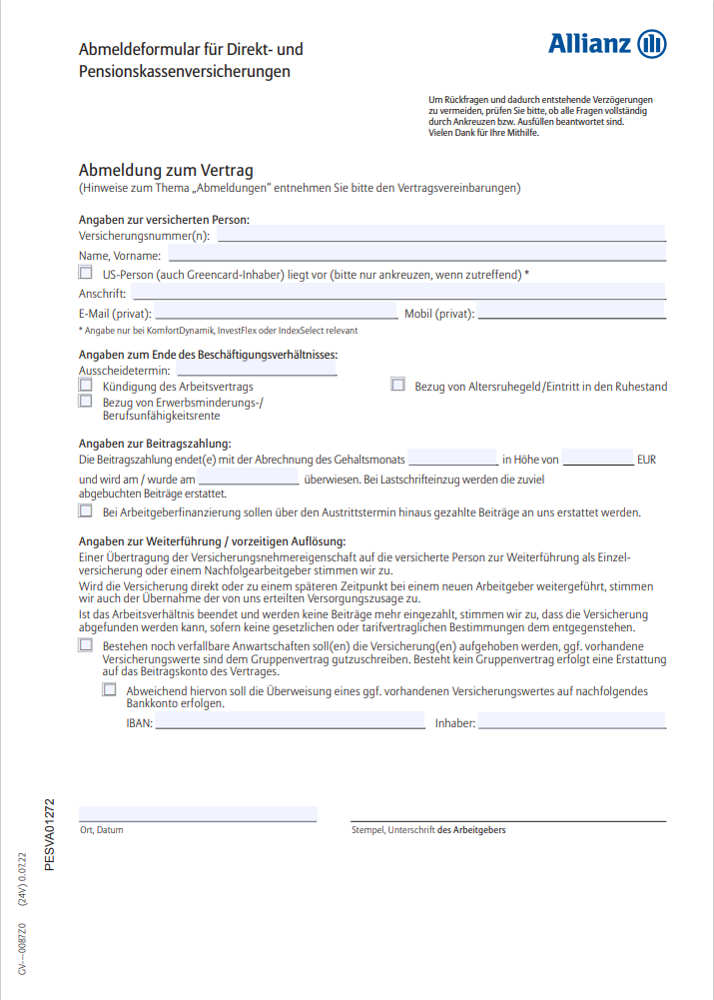 Abmeldeformular für Direkt- und
Pensionskassenversicherungen
Allianz
Um Rückfragen und dadurch entstehende Verzögerungen
zu vermeiden, prüfen Sie bitte, ob alle Fragen vollständig
durch Ankreuzen bzw. Ausfüllen beantwortet sind.
Vielen Dank für Ihre Mithilfe.
Abmeldung zum Vertrag
(Hinweise zum Thema „Abmeldungen" entnehmen Sie bitte den Vertragsvereinbarungen)
Angaben zur versicherten Person:
Versicherungsnummer(n):
Name, Vorname:
US-Person (auch Greencard-Inhaber) liegt vor (bitte nur ankreuzen, wenn zutreffend) *
Anschrift:
E-Mail (privat): Mobil (privat):
* Angabe nur bei KomfortDynamik, InvestFlex oder IndexSelect relevant
Angaben zum Ende des Beschäftigungsverhältnisses:
Ausscheidetermin:
Kündigung des Arbeitsvertrags Bezug von Altersruhegeld/Eintritt in den Ruhestand
Bezug von Erwerbsminderungs-/
Berufsunfähigkeitsrente
Angaben zur Beitragszahlung:
Die Beitragszahlung endet(e) mit der Abrechnung des Gehaltsmonats in Höhe von EUR
und wird am / wurde am überwiesen. Bei Lastschrifteinzug werden die zuviel
abgebuchten Beiträge erstattet.
Bei Arbeitgeberfinanzierung sollen über den Austrittstermin hinaus gezahlte Beiträge an uns erstattet werden.
Angaben zur Weiterführung / vorzeitigen Auflösung:
Einer Übertragung der Versicherungsnehmereigenschaft auf die versicherte Person zur Weiterführung als Einzel-
versicherung oder einem Nachfolgearbeitgeber stimmen wir zu.
Wird die Versicherung direkt oder zu einem späteren Zeitpunkt bei einem neuen Arbeitgeber weitergeführt, stimmen
wir auch der Übernahme der von uns erteilten Versorgungszusage zu.
Ist das Arbeitsverhältnis beendet und werden keine Beiträge mehr eingezahlt, stimmen wir zu, dass die Versicherung
abgefunden werden kann, sofern keine gesetzlichen oder tarifvertraglichen Bestimmungen dem entgegenstehen.
Bestehen noch verfallbare Anwartschaften soll(en) die Versicherung(en) aufgehoben werden, ggf. vorhandene
Versicherungswerte sind dem Gruppenvertrag gutzuschreiben. Besteht kein Gruppenvertrag erfolgt eine Erstattung
auf das Beitragskonto des Vertrages.
Abweichend hiervon soll die Überweisung eines ggf. vorhandenen Versicherungswertes auf nachfolgendes
Bankkonto erfolgen.
IBAN: Inhaber:
Ort, Datum Stempel, Unterschrift des Arbeitgebers
PESVA01272
GV---0087Z0 (24V) 0.07.22